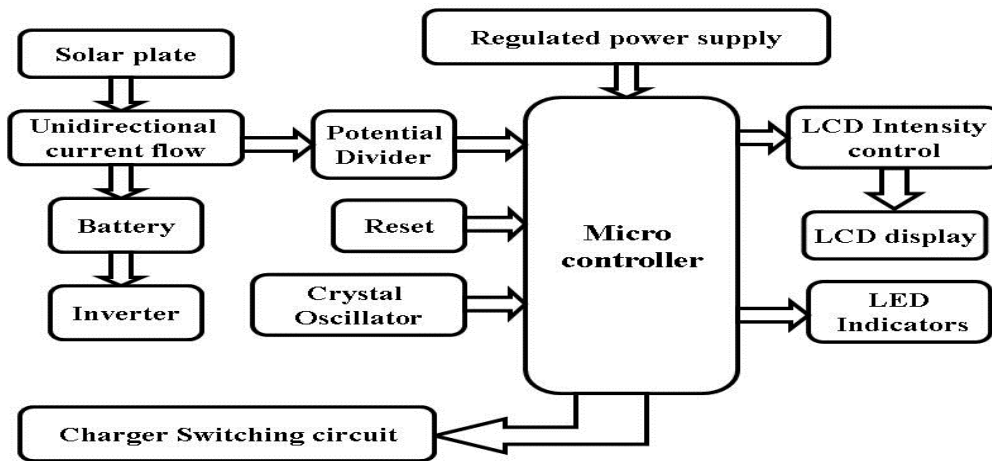 Solar plate
Regulated power supply
Unidirectional
current flow
Potential
Divider
LCD Intensity
control
Battery
Reset
Micro
controller
LCD display
Inverter
Crystal
Oscillator
LED
Indicators
Charger Switching circuit